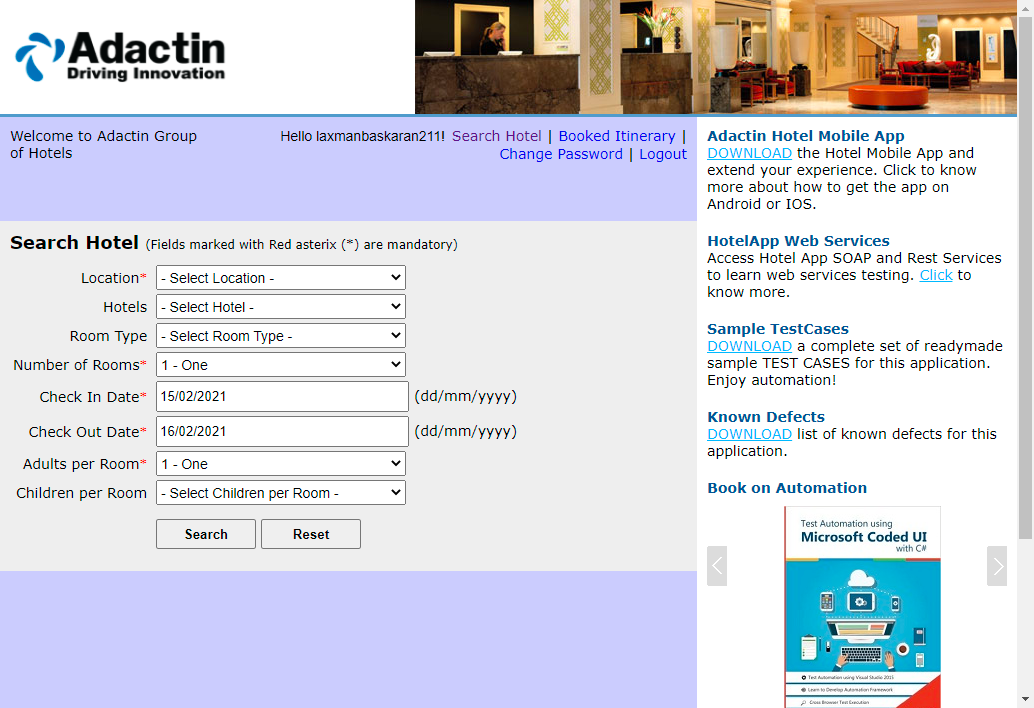 Adactin
Driving Innovation
Welcome to Adactin Group
of Hotels
Hello laxmanbaskaran211! Search Hotel | Booked Itinerary |
Change Password | Logout
Search Hotel (Fields marked with Red asterix (*) are mandatory)
Location* - Select Location -
Hotels - Select Hotel -
Room Type - Select Room Type -
Number of Rooms* 1 - One
Check In Date* 15/02/2021 (dd/mm/yyyy)
Check Out Date* 16/02/2021 (dd/mm/yyyy)
Adults per Room* 1 - One
Children per Room - Select Children per Room -
Search Reset
Adactin Hotel Mobile App
DOWNLOAD the Hotel Mobile App and
extend your experience. Click to know
more about how to get the app on
Android or IOS.
HotelApp Web Services
Access Hotel App SOAP and Rest Services
to learn web services testing. Click to
know more.
Sample TestCases
DOWNLOAD a complete set of readymade
sample TEST CASES for this application.
Enjoy automation!
Known Defects
DOWNLOAD list of known defects for this
application.
Book on Automation
Test Automation using
Microsoft Coded UI
with C#
Test Automation using Visual Studio 2015
Learn to Develop Automation Framework
Cross Browser Test Execution